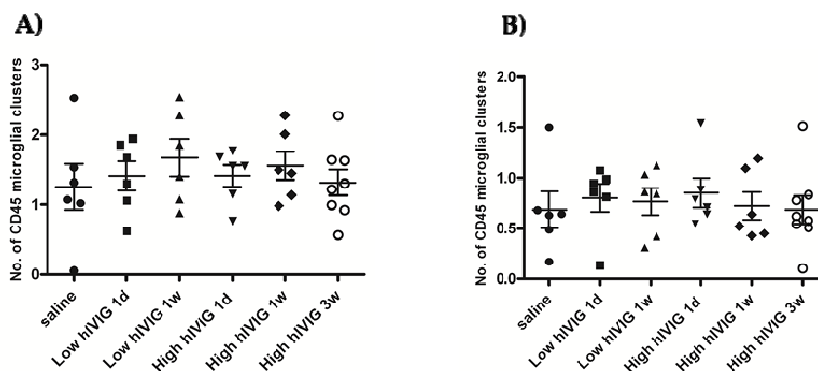 A)
No. of CD45 microglial clusters
3
2
1
0
saline
Low hIVIG 1d
Low hIVIG 1w
High hIVIG 1d
High hIVIG 1w
High hIVIG 3w
B)
No. of CD45 microglial clusters
2.0
1.5
1.0
0.5
0.0
saline
Low hIVIG 1d
Low hIVIG 1w
High hIVIG 1d
High hIVIG 1w
High hIVIG 3w